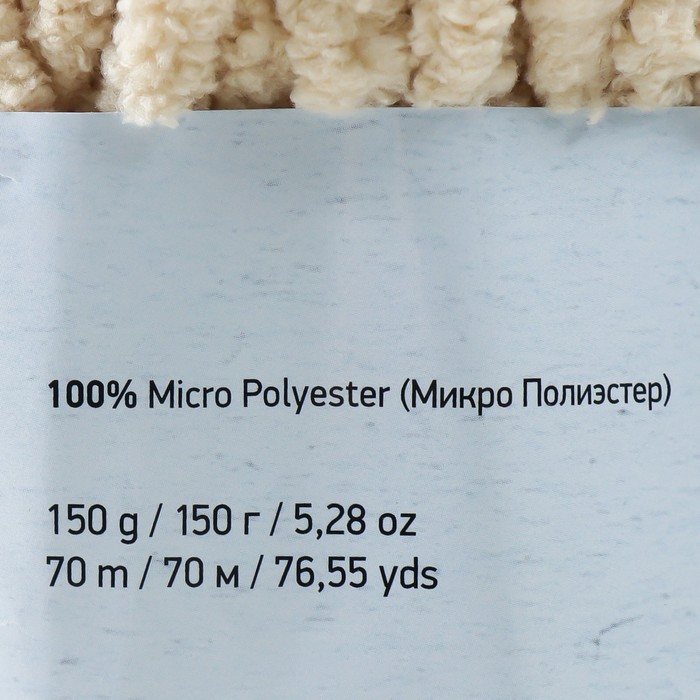 100% Micro Polyester (Микро Полиэстер)
150 g / 150 г / 5,28 oz
70 m / 70 м / 76,55 yds